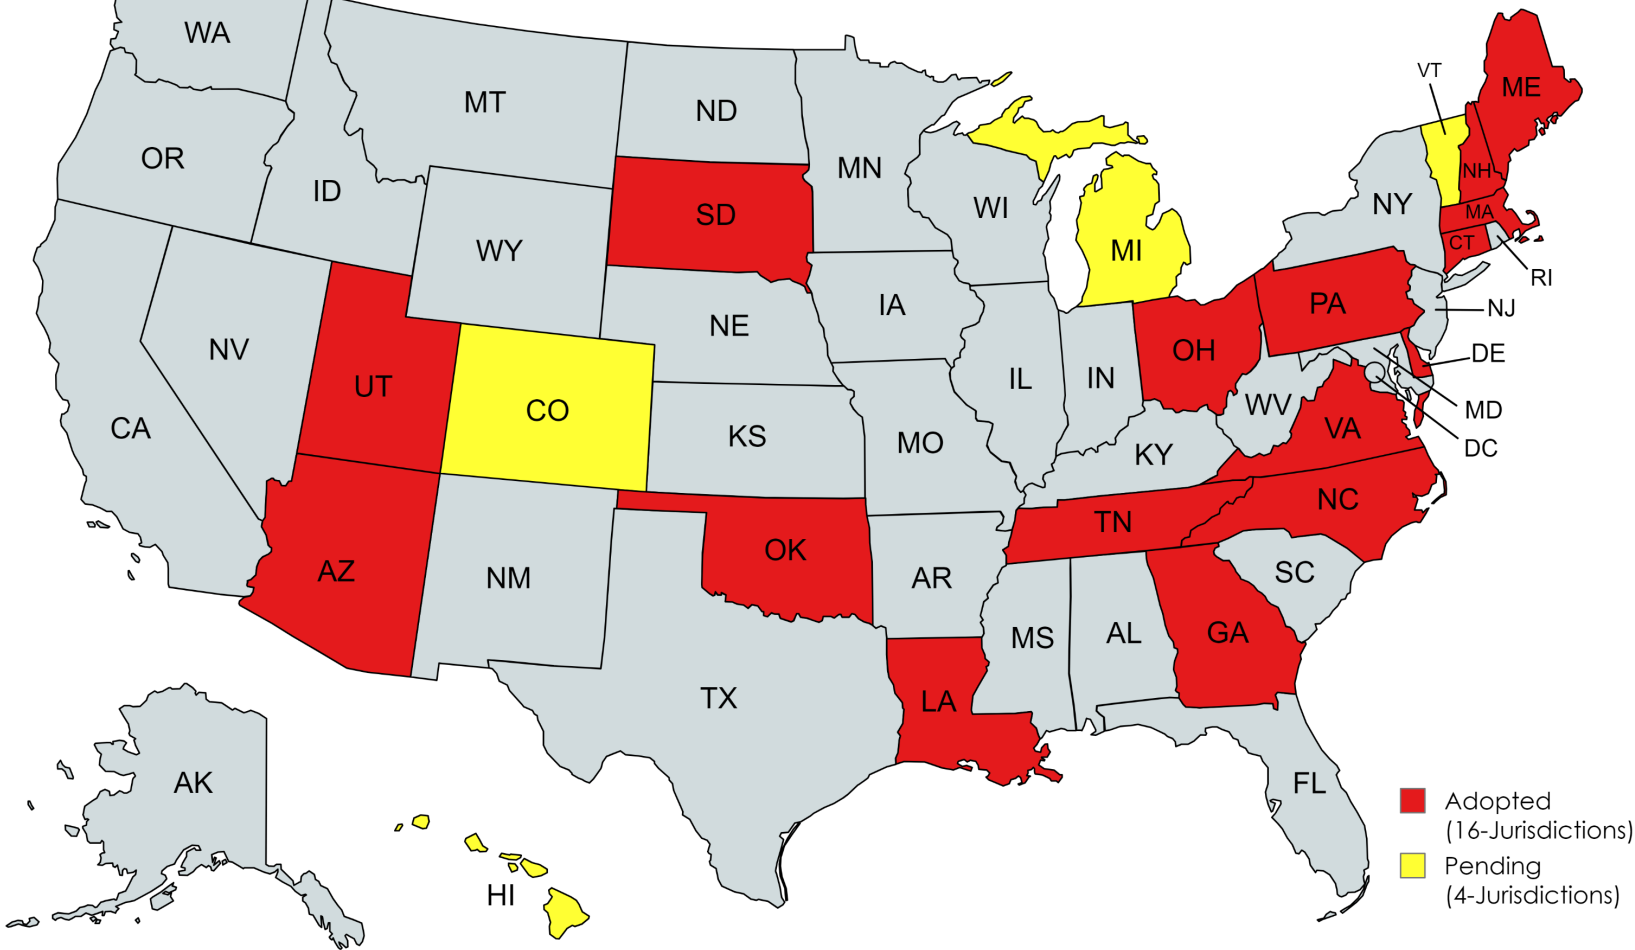 WA
MT
ND
ME
VT
OR
MN
ID
SD
WI
NH
NY
MA
CT
WY
MI
RI
IA
PA
NJ
NE
NV
OH
DE
UT
IL
IN
CO
WV
MD
CA
KS
MO
VA
DC
KY
NC
TN
OK
AZ
NM
AR
SC
MS
AL
GA
TX
LA
AK
FL
HI
Adopted
(16-Jurisdictions)
Pending
(4-Jurisdictions)